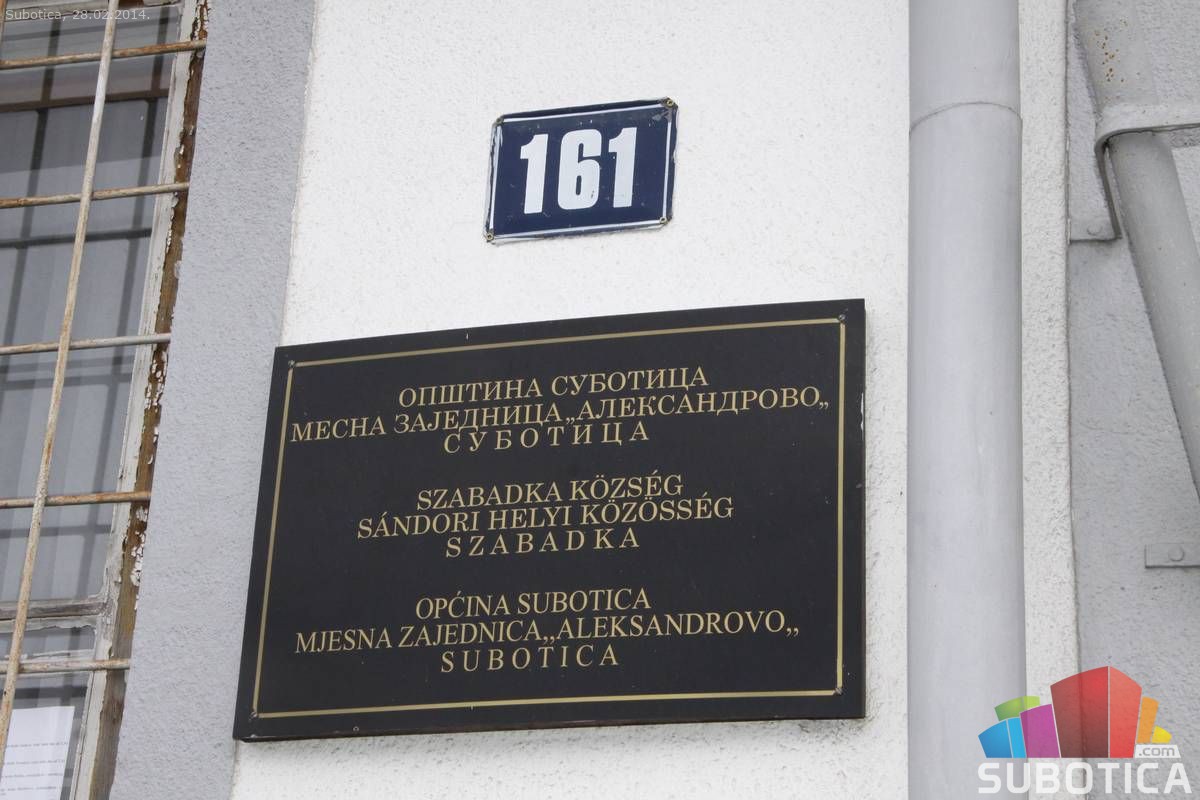 Subotica, 28.02.2014.
161
ОПШТИНА СУБОТИЦА
МЕСНА ЗАЈЕДНИЦА „АЛЕКСАНДРОВО„
СУБОТИЦА
SZABADKA KÖZSÉG
SÁNDORI HELYI KÖZÖSSÉG
SZABADKA
OPĆINA SUBOTICA
MJESNA ZAJEDNICA,,ALEKSANDROVO,,
SUBOTICA
.com
SUBOTICA